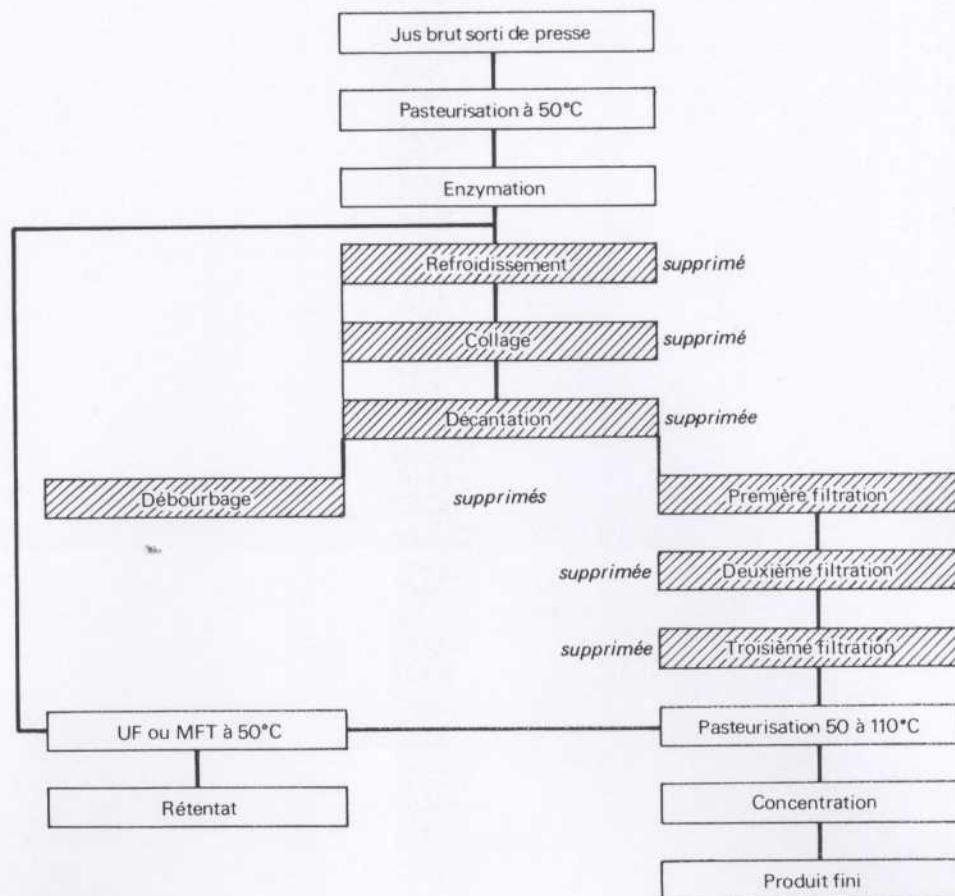 Jus brut sorti de presse
Pasteurisation à 50°C
Enzymation
Refroidissement supprimé
Collage supprimé
Décantation supprimée
Débourbage supprimés Première filtration
supprimée Deuxième filtration
supprimée Troisième filtration
UF ou MFT à 50°C Pasteurisation 50 à 110°C
Rétentat Concentration
Produit fini